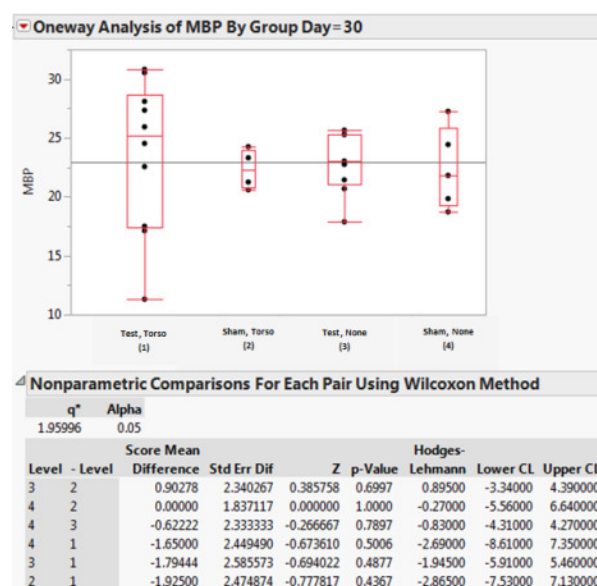 Oneway Analysis of MBP By Group Day=30
30
25
MBP
20
15
10
Test, Torso Sham, Torso Test, None Sham, None
(1) (2) (3) (4)
Nonparametric Comparisons For Each Pair Using Wilcoxon Method
q* Alpha
1.95996 0.05
Score Mean Hodges-
Level - Level Difference Std Err Dif Z p-Value Lehmann Lower CL Upper CL
3 2 0.90278 2.340267 0.385758 0.6997 0.89500 -3.34000 4.390000
4 2 0.00000 1.837117 0.000000 1.0000 -0.27000 -5.56000 6.640000
4 3 -0.62222 2.333333 -0.266667 0.7897 -0.83000 -4.31000 4.270000
4 1 -1.65000 2.449490 -0.673610 0.5006 -2.69000 -8.61000 7.350000
3 1 -1.79444 2.585573 -0.694022 0.4877 -1.94500 -5.91000 5.460000
2 1 -1.92500 2.474874 -0.777817 0.4367 -2.86500 -7.53000 7.130000